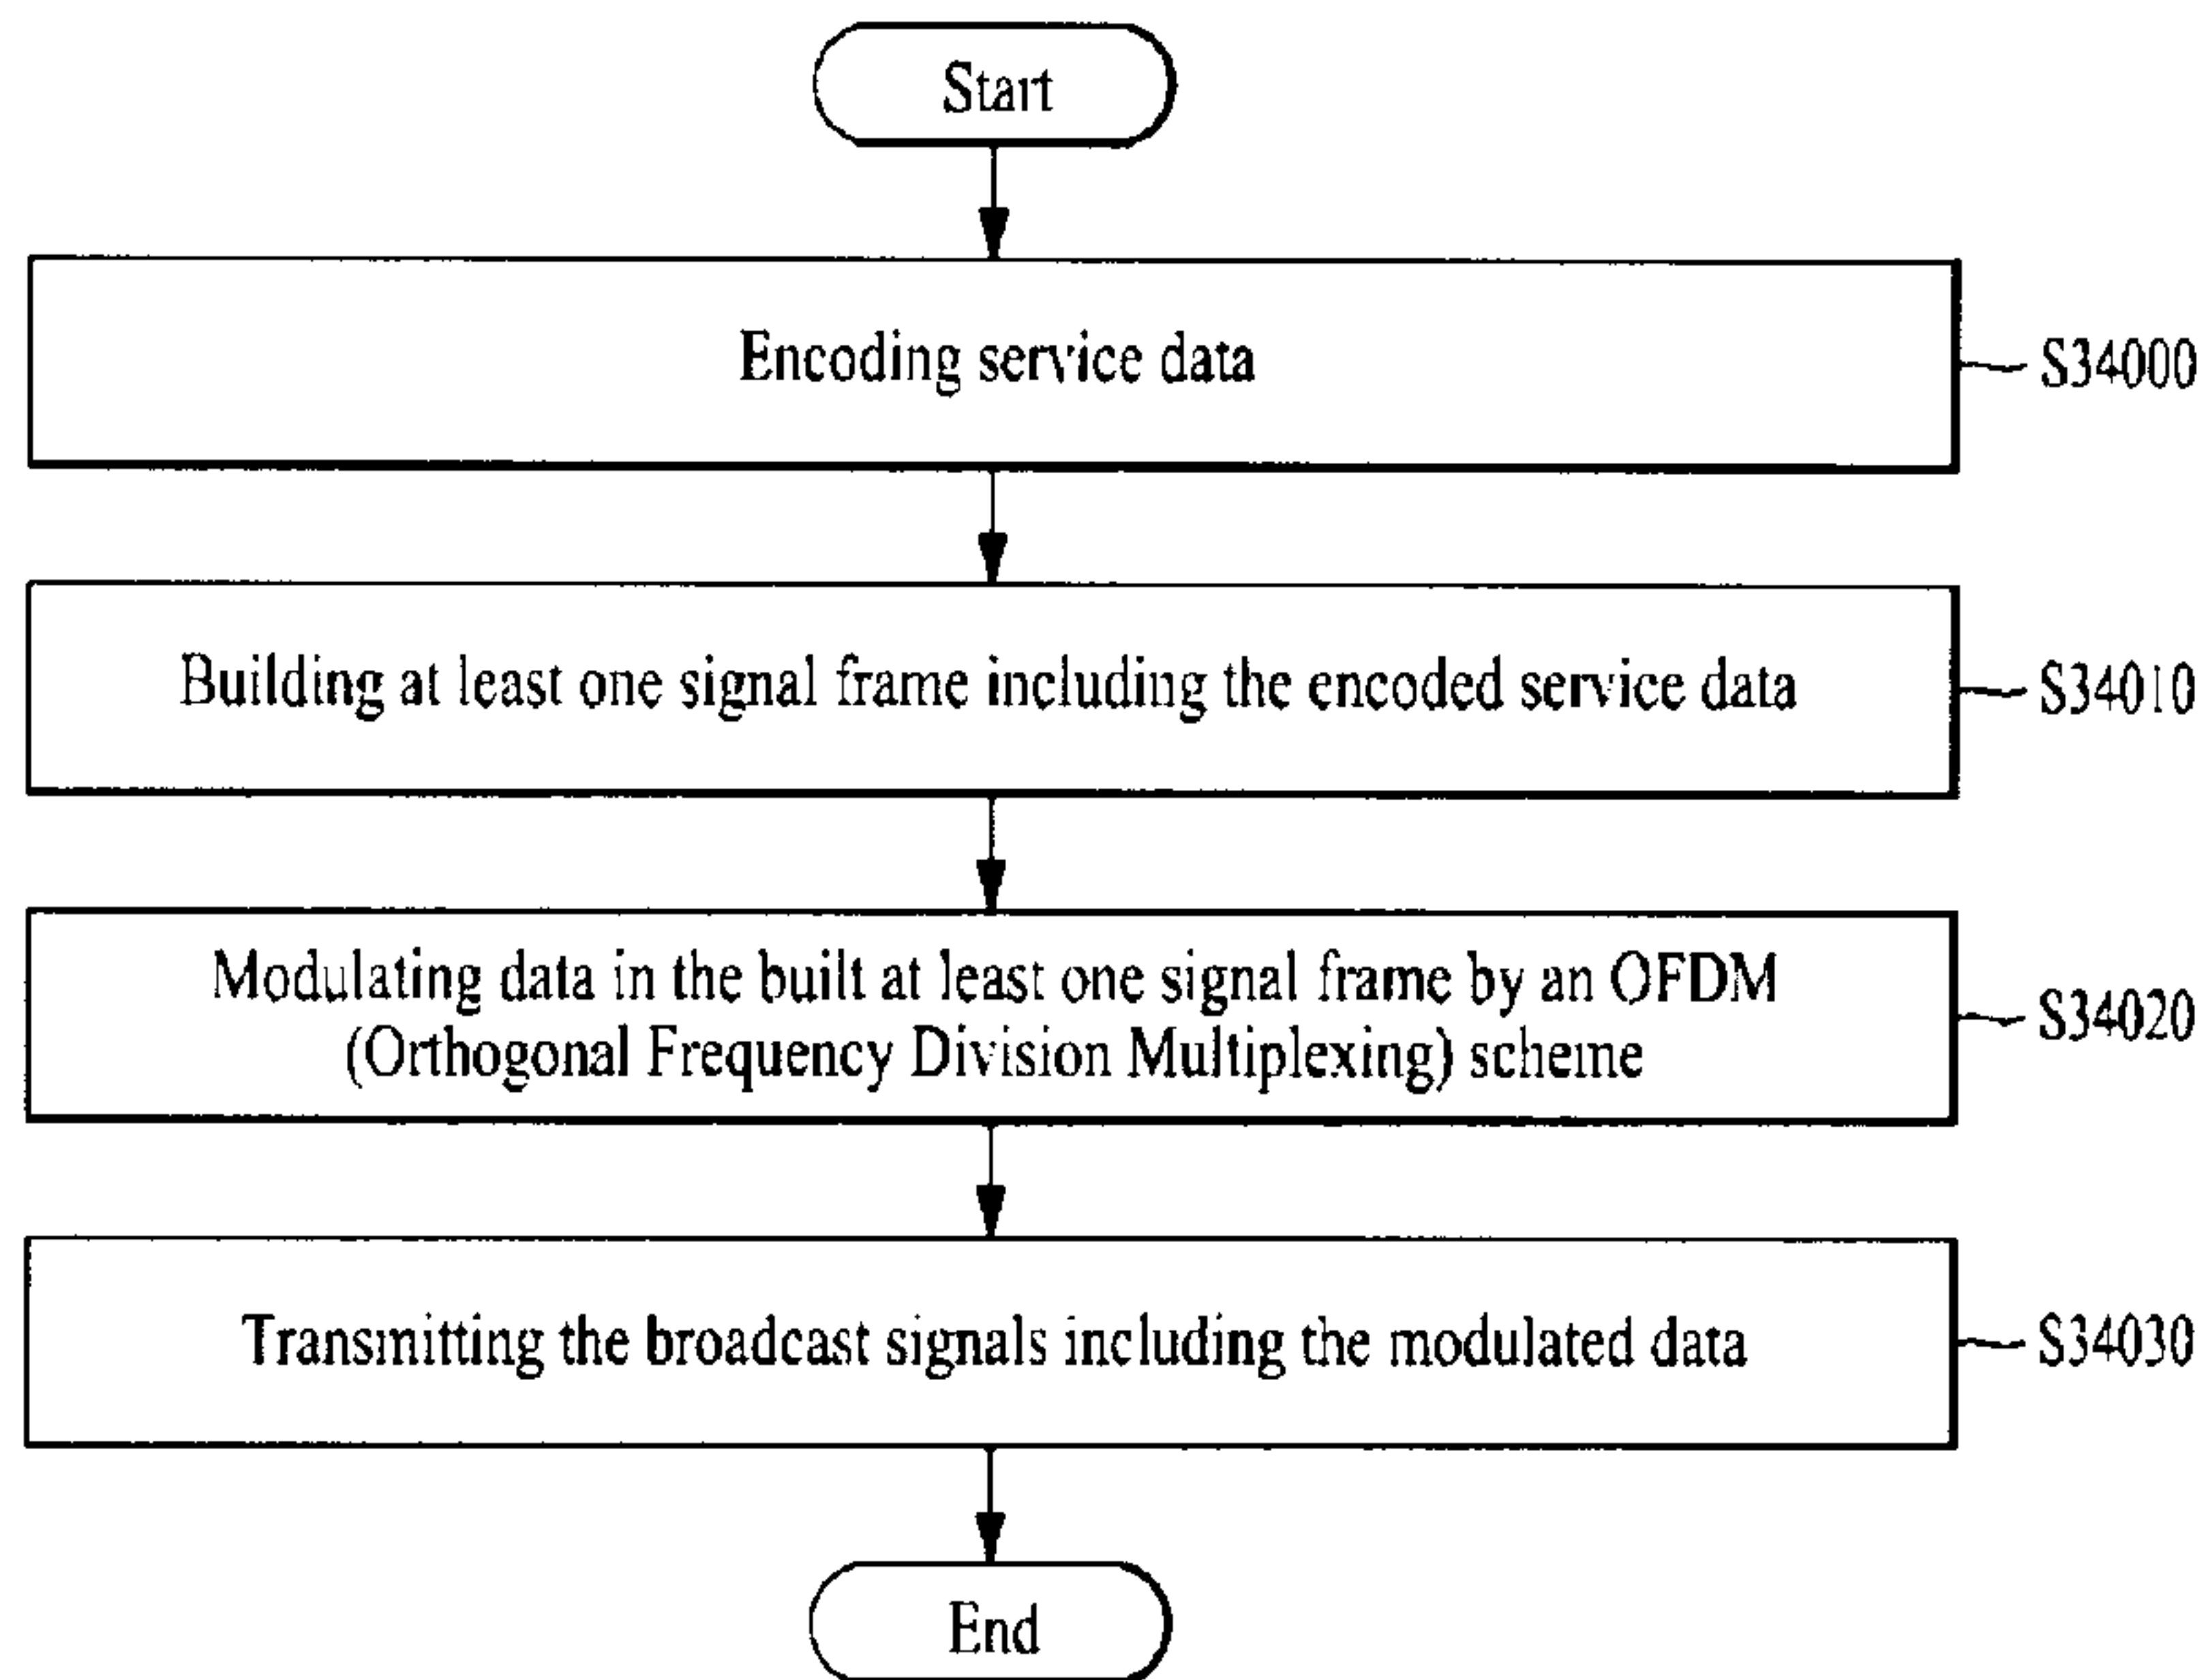 Start
Encoding service data
S34000
Building at least one signal frame including the encoded service data
S34010
Modulating data in the built at least one signal frame by an OFDM
(Orthogonal Frequency Division Multiplexing) scheme
S34020
Transmitting the broadcast signals including the modulated data
S34030
End